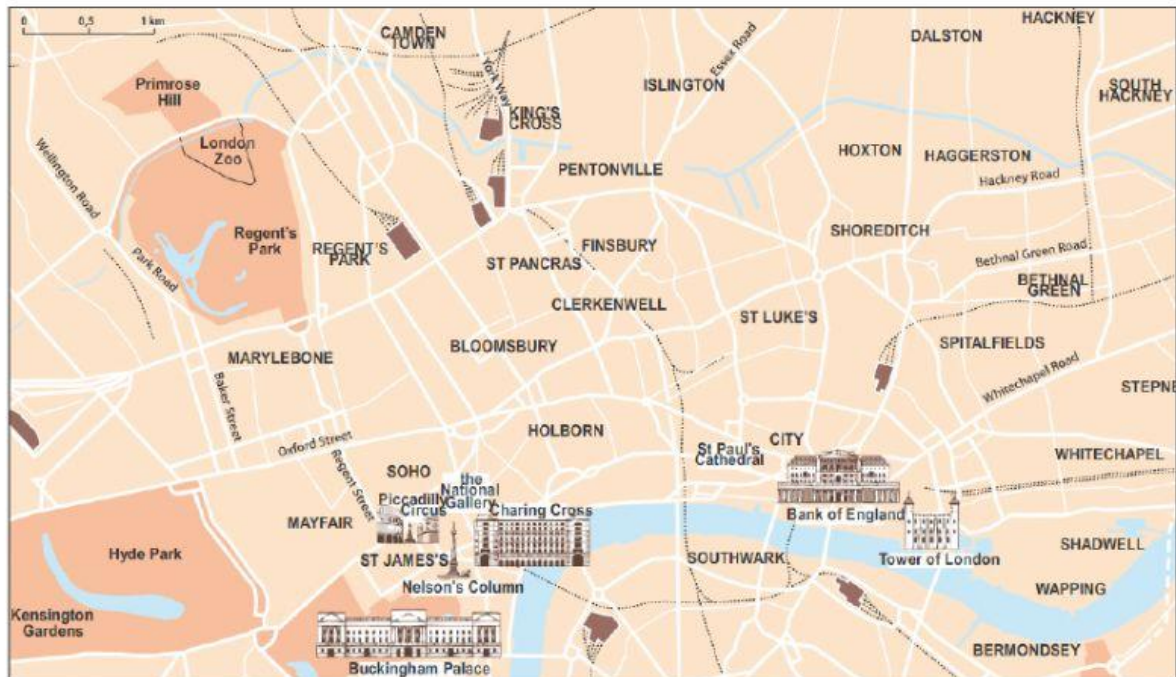 0
0,5
1 km
CAMDEN
TOWN
York Way
Essex Road
HACKNEY
DALSTON
Primrose
Hill
ISLINGTON
SOUTH
HACKNEY
KING'S
CROSS
London
Zoo
Wellington Road
PENTONVILLE
HOXTON
HAGGERSTON
Hackney Road
Regent's
Park
REGENT'S
PARK
FINSBURY
SHOREDITCH
Park Road
ST PANCRAS
Bethnal Green Road
BETHNAL
GREEN
CLERKENWELL
ST LUKE'S
MARYLEBONE
BLOOMSBURY
SPITALFIELDS
Whitechapel Road
STEPNE
Baker Street
Oxford Street
HOLBORN
CITY
St Paul's
Cathedral
WHITECHAPEL
Regent Street
SOHO
the
National
Gallery
Piccadilly
Circus
Charing Cross
Bank of England
MAYFAIR
Hyde Park
ST JAMES'S
SOUTHWARK
Tower of London
SHADWELL
Nelson's Column
WAPPING
Kensington
Gardens
BERMONDSEY
Buckingham Palace